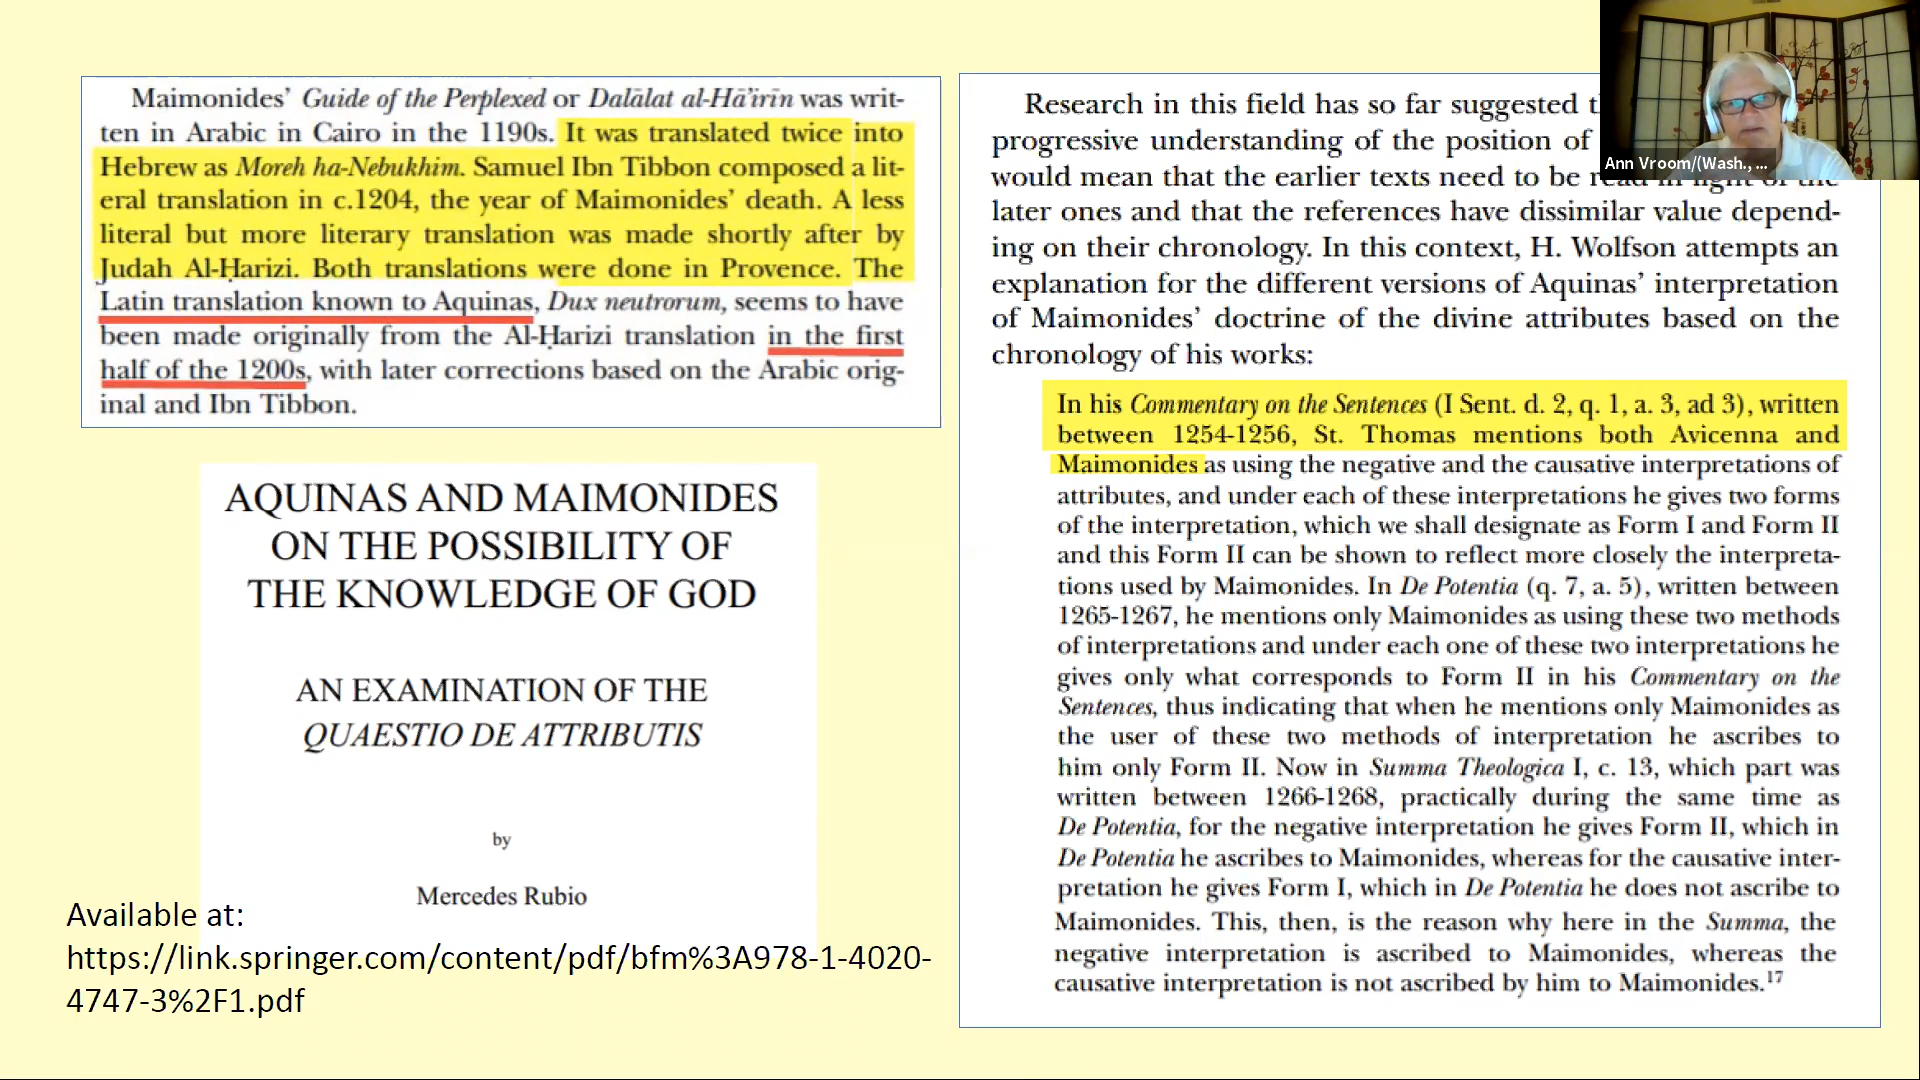 Maimonides' Guide of the Perplexed or Dalālat al-Hā'irīn was writ-
ten in Arabic in Cairo in the 1190s. It was translated twice into
Hebrew as Moreh ha-Nebukhim. Samuel Ibn Tibbon composed a lit-
eral translation in c.1204, the year of Maimonides' death. A less
literal but more literary translation was made shortly after by
Judah Al-Ḥarizi. Both translations were done in Provence. The
Latin translation known to Aquinas, Dux neutrorum, seems to have
been made originally from the Al-Ḥarizi translation in the first
half of the 1200s, with later corrections based on the Arabic orig-
inal and Ibn Tibbon.
AQUINAS AND MAIMONIDES
ON THE POSSIBILITY OF
THE KNOWLEDGE OF GOD
AN EXAMINATION OF THE
QUAESTIO DE ATTRIBUTIS
by
Mercedes Rubio
Available at:
https://link.springer.com/content/pdf/bfm%3A978-1-4020-
4747-3%2F1.pdf
Research in this field has so far suggested
progressive understanding of the position of
would mean that the earlier texts need to be read in light of the
later ones and that the references have dissimilar value depend-
ing on their chronology. In this context, H. Wolfson attempts an
explanation for the different versions of Aquinas' interpretation
of Maimonides' doctrine of the divine attributes based on the
chronology of his works:
In his Commentary on the Sentences (I Sent. d. 2, q. 1, a. 3, ad 3), written
between 1254-1256, St. Thomas mentions both Avicenna and
Maimonides as using the negative and the causative interpretations of
attributes, and under each of these interpretations he gives two forms
of the interpretation, which we shall designate as Form I and Form II
and this Form II can be shown to reflect more closely the interpreta-
tions used by Maimonides. In De Potentia (q. 7, a. 5), written between
1265-1267, he mentions only Maimonides as using these two methods
of interpretations and under each one of these two interpretations he
gives only what corresponds to Form II in his Commentary on the
Sentences, thus indicating that when he mentions only Maimonides as
the user of these two methods of interpretation he ascribes to
him only Form II. Now in Summa Theologica I, c. 13, which part was
written between 1266-1268, practically during the same time as
De Potentia, for the negative interpretation he gives Form II, which in
De Potentia he ascribes to Maimonides, whereas for the causative inter-
pretation he gives Form I, which in De Potentia he does not ascribe to
Maimonides. This, then, is the reason why here in the Summa, the
negative interpretation is ascribed to Maimonides, whereas the
causative interpretation is not ascribed by him to Maimonides.17
Ann Vroom/(Wash., ...